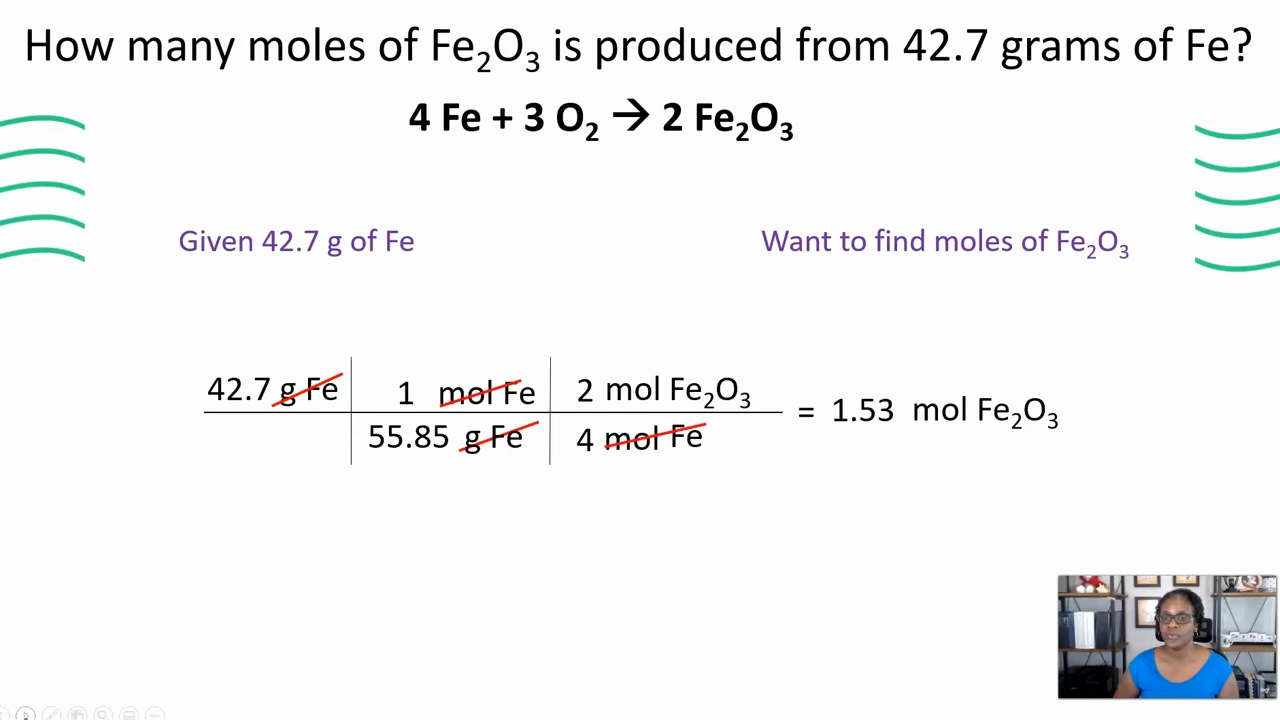 How many moles of Fe₂O₃ is produced from 42.7 grams of Fe?
4 Fe + 3 O₂ → 2 Fe₂O₃
Given 42.7 g of Fe
Want to find moles of Fe₂O₃
42.7 g Fe 1 mol Fe 2 mol Fe₂O₃
55.85 g Fe 4 mol Fe
= 1.53 mol Fe₂O₃